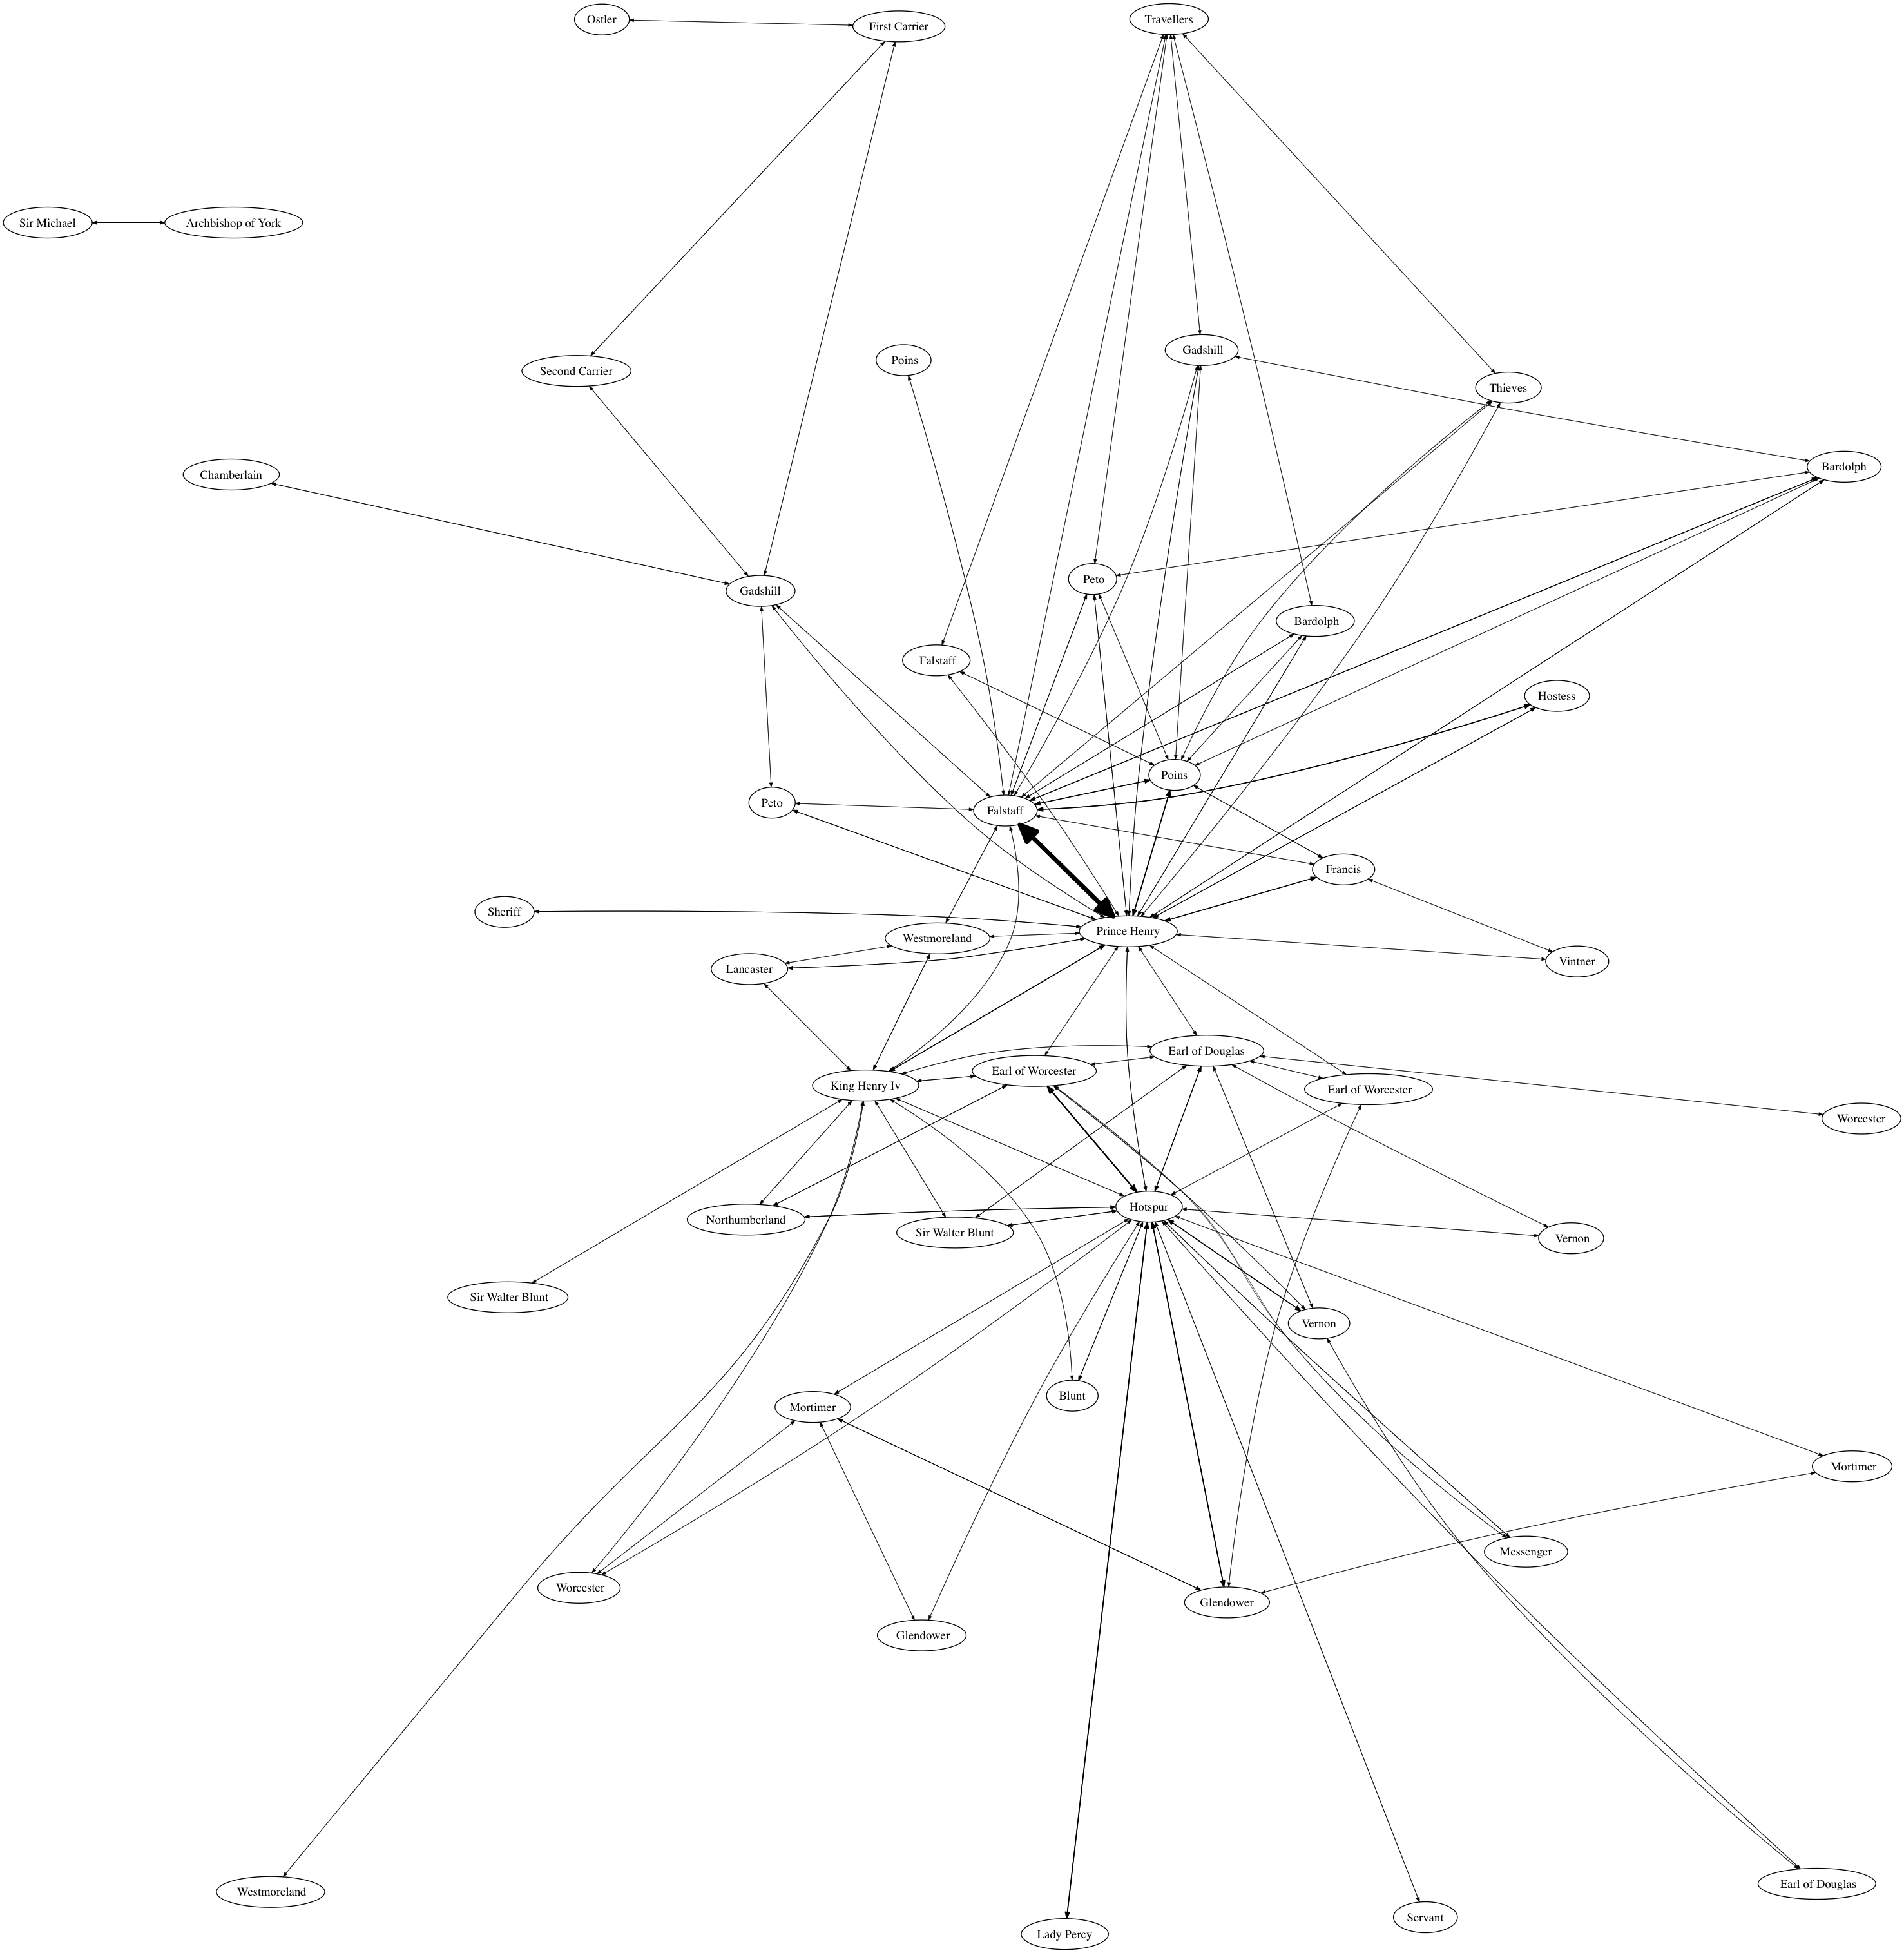 Ostler
First Carrier
Travellers
Sir Michael
Archbishop of York
Gadshill
Poins
Second Carrier
Thieves
Bardolph
Chamberlain
Peto
Gadshill
Bardolph
Falstaff
Hostess
Poins
Peto
Falstaff
Francis
Sheriff
Prince Henry
Westmoreland
Vintner
Lancaster
Earl of Douglas
Earl of Worcester
King Henry Iv
Earl of Worcester
Worcester
Hotspur
Northumberland
Sir Walter Blunt
Vernon
Sir Walter Blunt
Vernon
Blunt
Mortimer
Mortimer
Messenger
Worcester
Glendower
Glendower
Earl of Douglas
Westmoreland
Servant
Lady Percy